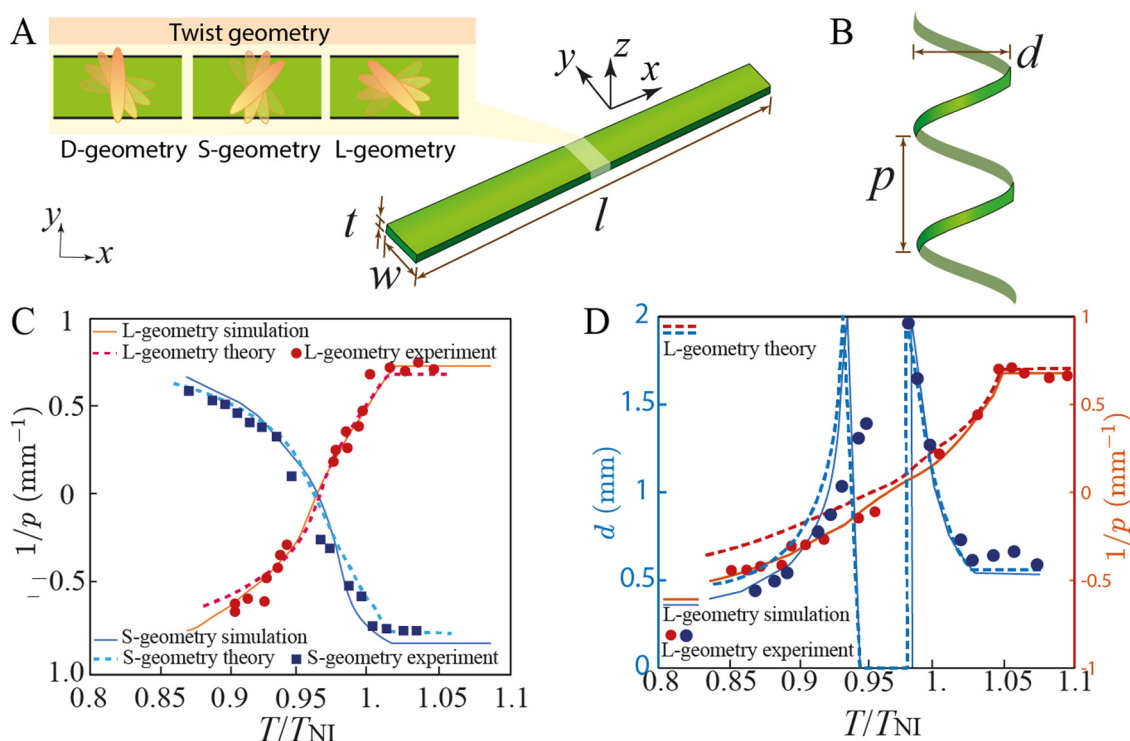 A
Twist geometry
D-geometry S-geometry L-geometry
y
x
z
y
x
t
w
l
B
d
p
C
1
0.5
0
−0.5
1.0
1/p (mm⁻¹)
L-geometry simulation
L-geometry theory L-geometry experiment
S-geometry simulation
S-geometry theory S-geometry experiment
0.8 0.85 0.9 0.95 1. 1.05 1.1
T/TNI
D
2
1.5
1
0.5
0
d (mm)
L-geometry theory
L-geometry simulation
L-geometry experiment
1
0.5
0
-0.5
-1
1/p (mm⁻¹)
0.8 0.85 0.9 0.95 1. 1.05 1.1
T/TNI